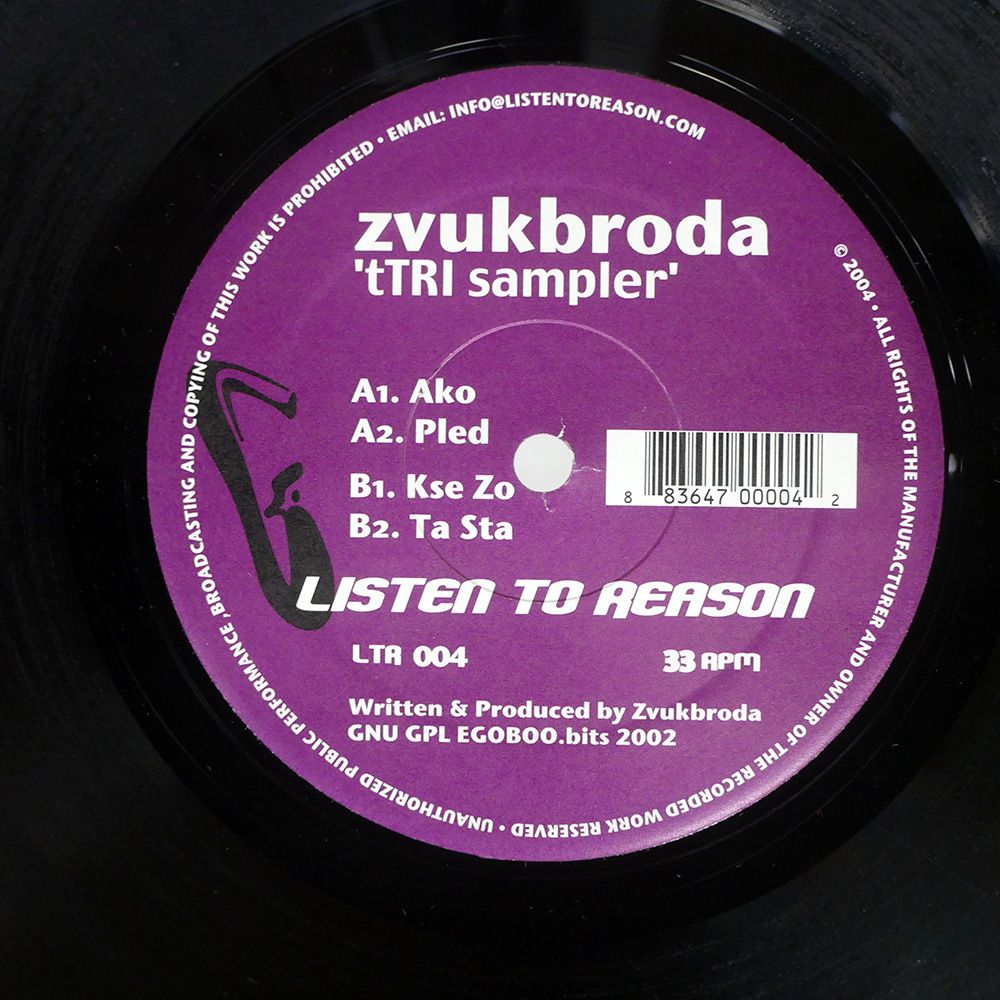 zvukbroda
'tTRI sampler'
A1. Ako
A2. Pled
B1. Kse Zo
B2. Ta Sta
8 83647 00004 2
LISTEN TO REASON
LTR 004
33 RPM
Written & Produced by Zvukbroda
GNU GPL EGOBOO.bits 2002
© 2004 • ALL RIGHTS OF THE MANUFACTURER AND OWNER OF THE RECORDED WORK RESERVED • UNAUTHORIZED PUBLIC PERFORMANCE ,BROADCASTING AND COPYING OF THIS WORK IS PROHIBITED • EMAIL: INFO@LISTENTOREASON.COM